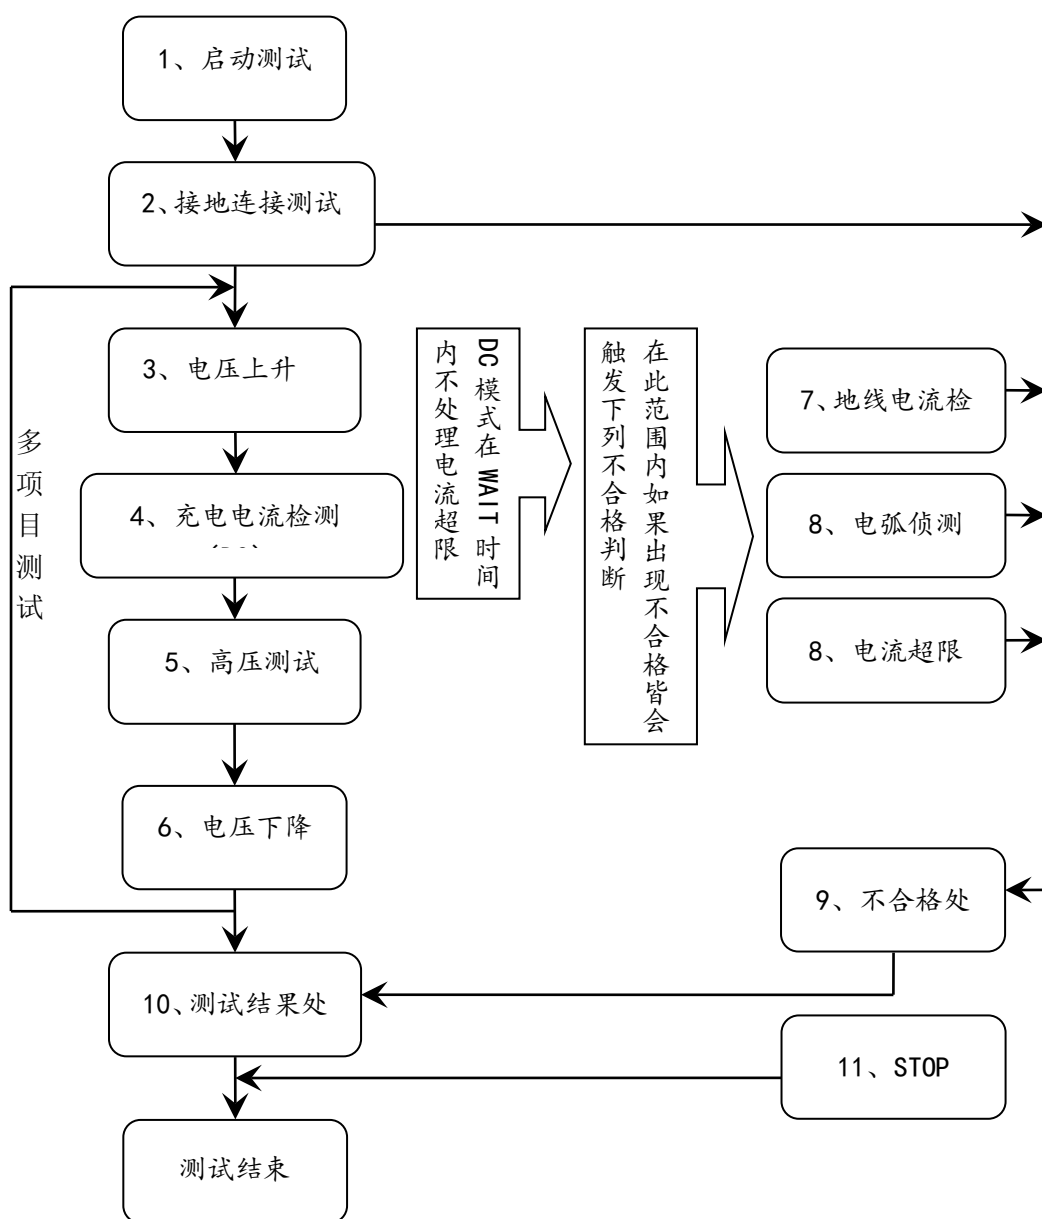 1、启动测试
2、接地连接测试
3、电压上升
4、充电电流检测
5、高压测试
6、电压下降
10、测试结果处
测试结束
多项目测试
DC 模式在 WAIT 时间
内不处理电流超限
在此范围内如果出现不合格皆会
触发下列不合格判断
7、地线电流检
8、电弧侦测
8、电流超限
9、不合格处
11、STOP